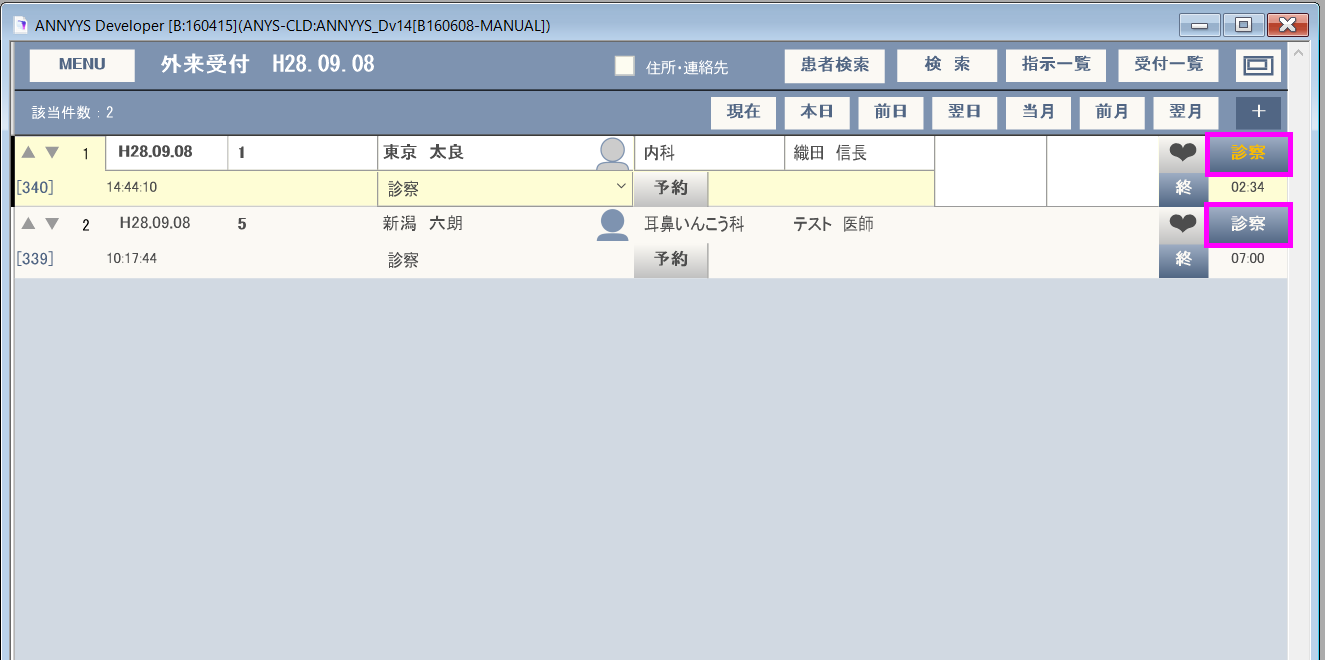 ANNYYS Developer [B:160415](ANYS-CLD:ANNYYS_Dv14[B160608-MANUAL])
MENU 外来受付 H28.09.08 住所・連絡先 患者検索 検 索 指示一覧 受付一覧
該当件数 : 2 現在 本日 前日 翌日 当月 前月 翌月 +
▲ ▼ 1 H28.09.08 1 東京 太良 内科 織田 信長 ❤ 診察
[340] 14:44:10 診察 予約 終 02:34
▲ ▼ 2 H28.09.08 5 新潟 六朗 耳鼻いんこう科 テスト 医師 ❤ 診察
[339] 10:17:44 診察 予約 終 07:00